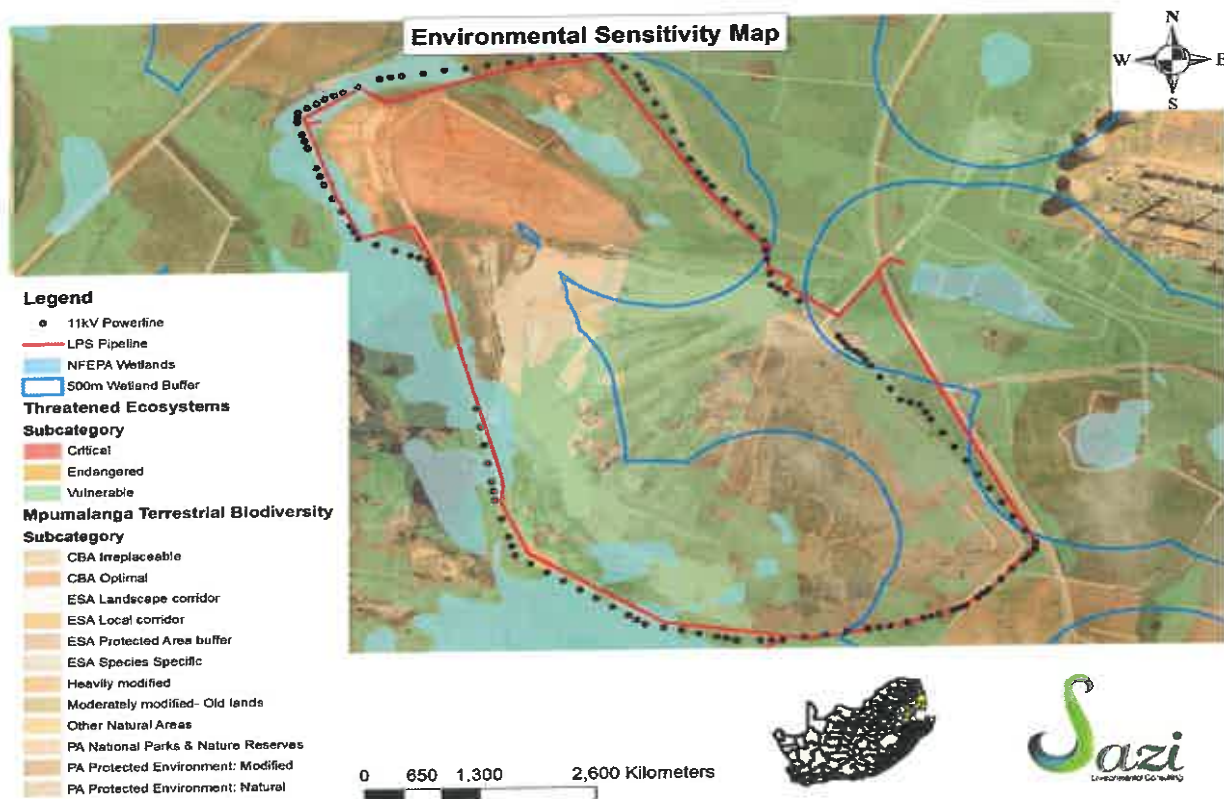 Environmental Sensitivity Map
N
W E
S
Legend
11kV Powerline
LPS Pipeline
NFEPA Wetlands
500m Wetland Buffer
Threatened Ecosystems
Subcategory
Critical
Endangered
Vulnerable
Mpumalanga Terrestrial Biodiversity
Subcategory
CBA Irreplaceable
CBA Optimal
ESA Landscape corridor
ESA Local corridor
ESA Protected Area buffer
ESA Species Specific
Heavily modified
Moderately modified- Old lands
Other Natural Areas
PA National Parks & Nature Reserves
PA Protected Environment: Modified
PA Protected Environment: Natural
0 650 1,300 2,600 Kilometers
Sazi
Environmental Consulting